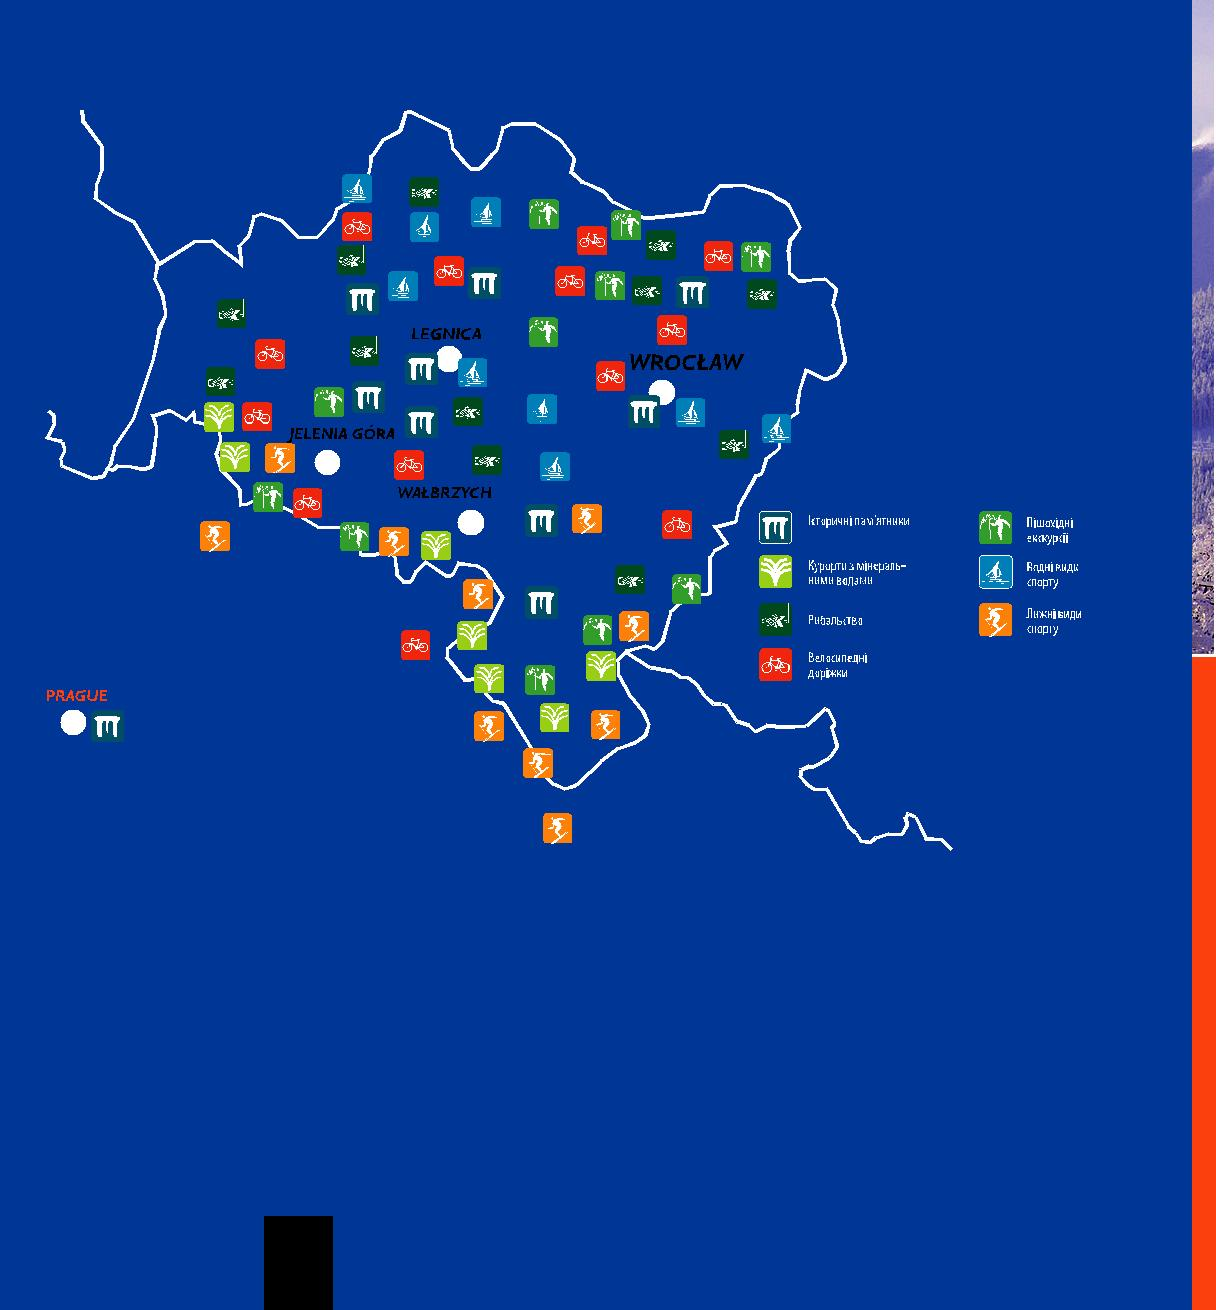 LEGNICA
WROCŁAW
JELENIA GÓRA
WAŁBRZYCH
PRAGUE
Історичні пам'ятники
Курорти з мінераль-
ними водами
Рибальство
Велосипедні
доріжки
Пішохідні
екскурсії
Водні види
спорту
Лижні види
спорту